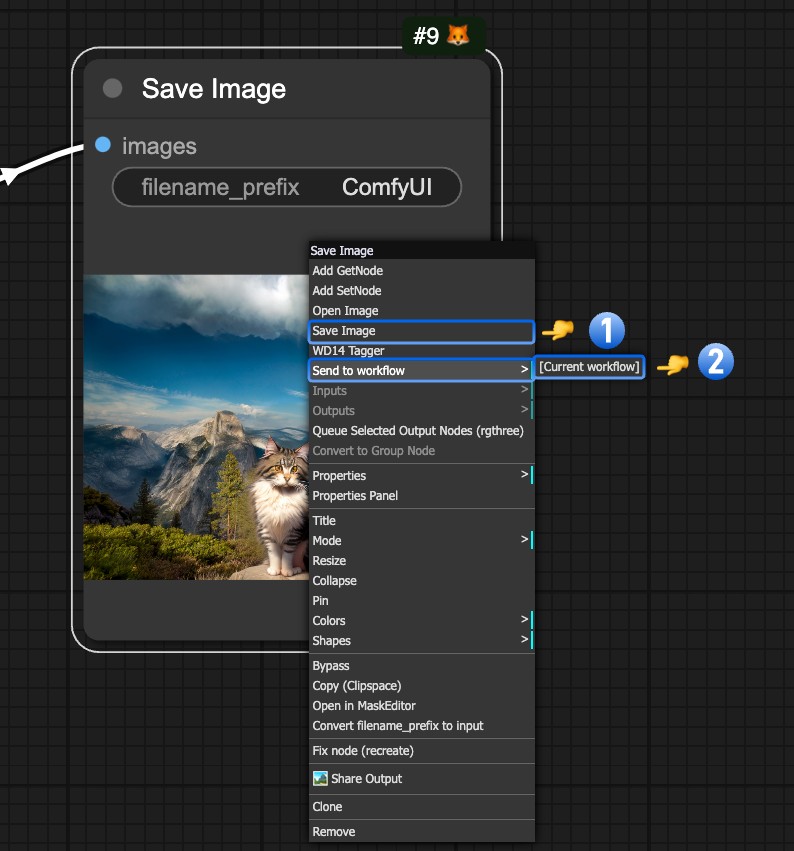 #9 🦊
Save Image
images
filename_prefix ComfyUI
Save Image
Add GetNode
Add SetNode
Open Image
Save Image
1
WD14 Tagger
Send to workflow >
[Current workflow]
2
Inputs >
Outputs >
Queue Selected Output Nodes (rgthree)
Convert to Group Node
Properties >
Properties Panel
Title
Mode >
Resize
Collapse
Pin
Colors >
Shapes >
Bypass
Copy (Clipspace)
Open in MaskEditor
Convert filename_prefix to input
Fix node (recreate)
Share Output
Clone
Remove